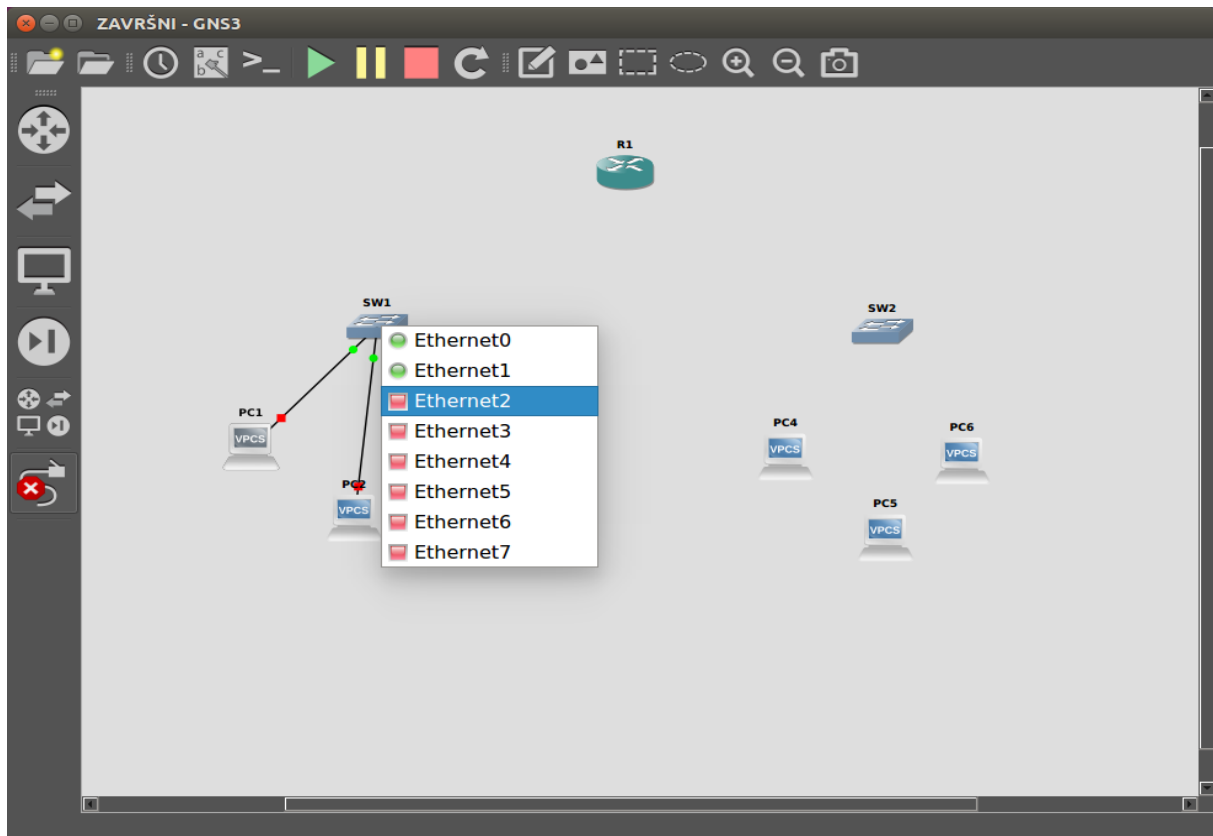 ZAVRŠNI - GNS3
a c
b
>_
R1
SW1
SW2
Ethernet0
Ethernet1
Ethernet2
Ethernet3
Ethernet4
Ethernet5
Ethernet6
Ethernet7
PC1
VPCS
PC2
VPCS
PC4
VPCS
PC6
VPCS
PC5
VPCS